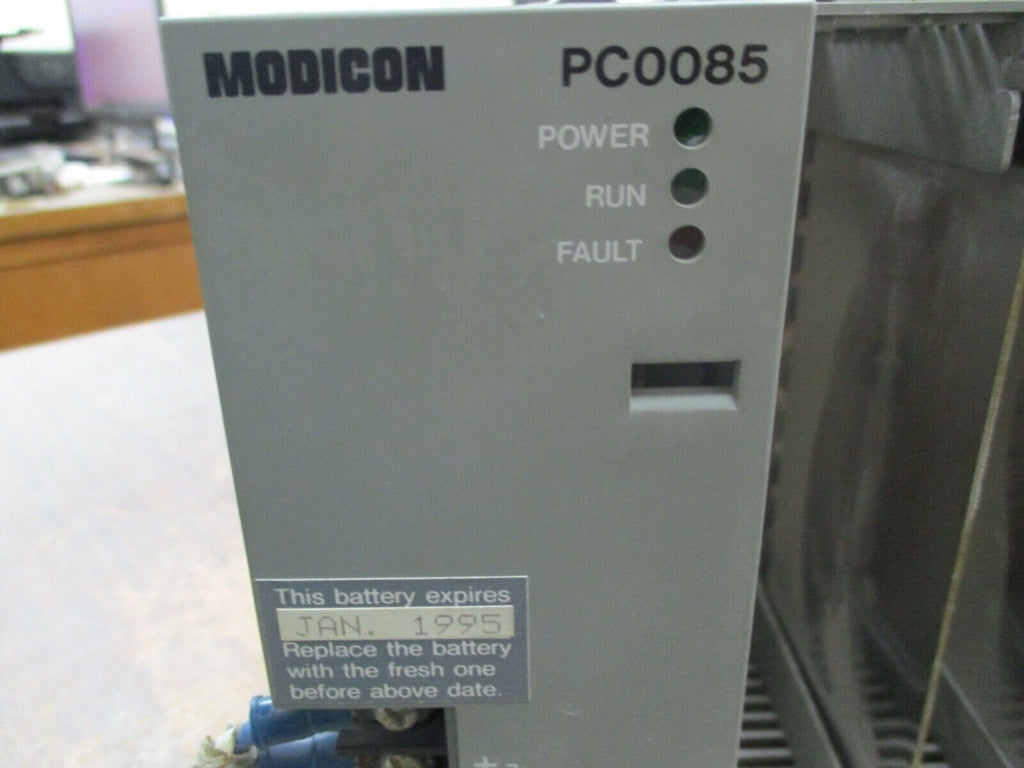 MODICON PC0085
POWER
RUN
FAULT
This battery expires
JAN. 1995
Replace the battery
with the fresh one
before above date.